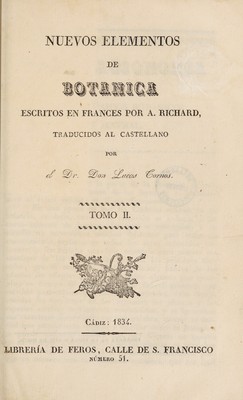 NUEVOS ELEMENTOS
DE
BOTANICA
ESCRITOS EN FRANCES POR A. RICHARD,
TRADUCIDOS AL CASTELLANO
POR
el Dr. Don Lucas Tornos.
TOMO II.
CÁDIZ: 1834.
LIBRERÍA DE FEROS, CALLE DE S. FRANCISCO
NÚMERO 51.